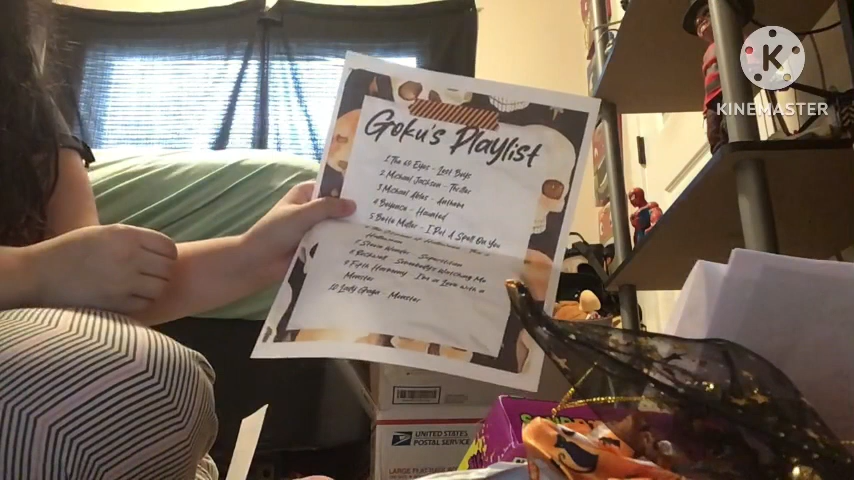 KINEMASTER
Goku's Playlist
1 The 69 Eyes - Lost Boys
2 Michael Jackson - Thriller
3 Michael Ablas - Anthem
4 Beyonce - Haunted
5 Bette Midler - I Put A Spell On You
Halloween
7 Stevie Wonder - Superstition
8 Rockwell - Somebody's Watching Me
9 Fifth Harmony - I'm in Love with a
Monster
10 Lady Gaga - Monster
UNITED STATES
POSTAL SERVICE